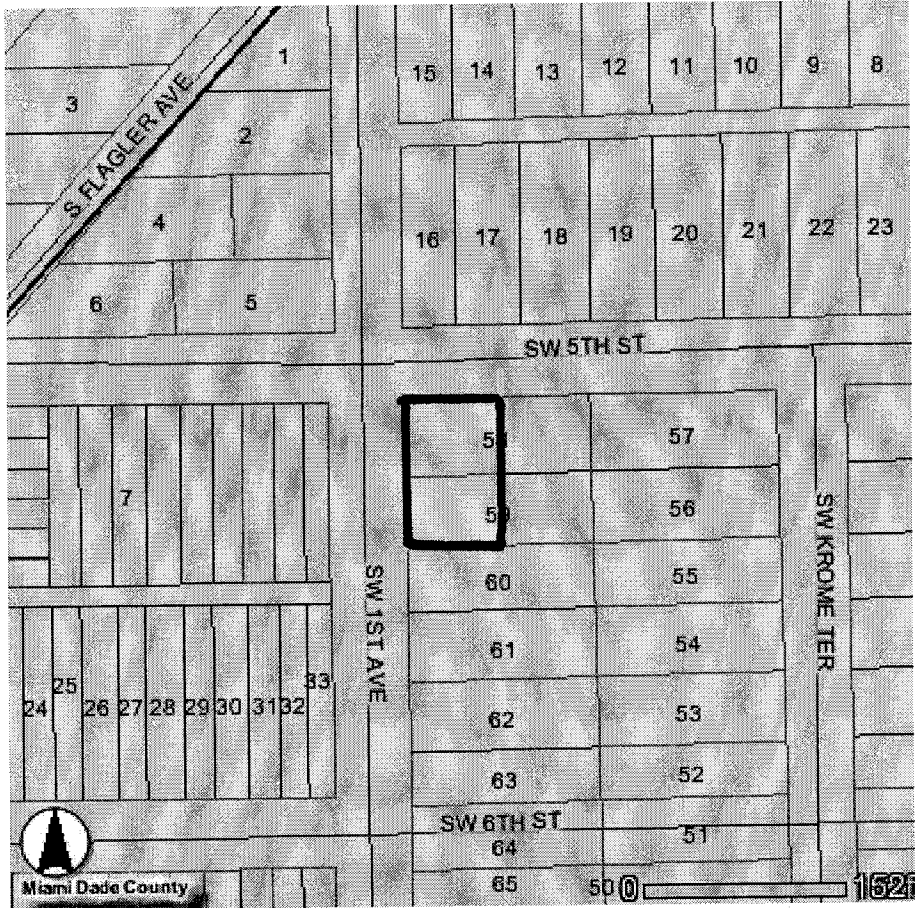 1
15 14 13 12 11 10 9 8
3
S FLAGLER AVE
2
4
16 17 18 19 20 21 22 23
6 5
SW 5TH ST
57
7
56
SW 1ST AVE
SW KROME TER
60 55
61 54
33
25
24 26 27 28 29 30 31 32
62 53
63 52
SW 6TH ST
51
64
65
50
0
Miami Dade County